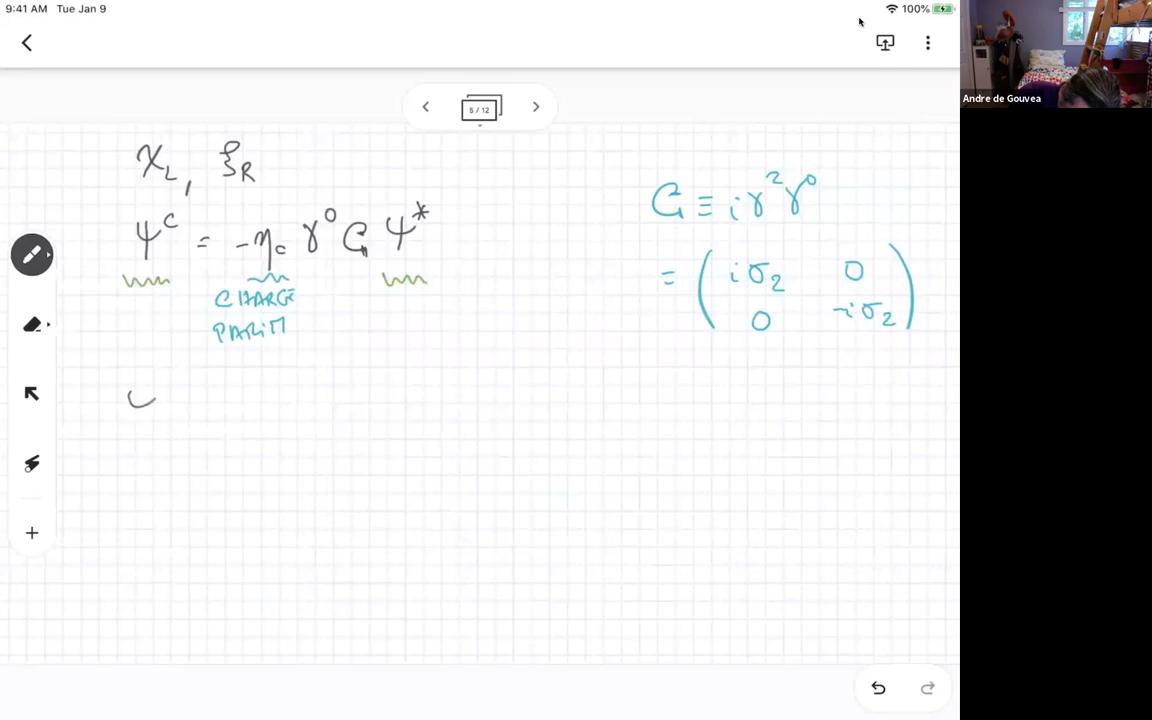 9:41 AM Tue Jan 9
100%
5 / 12
Andre de Gouvea
χ_L, ξ_R
ψ^c = -η_c γ^0 C ψ^*
CHARGE
PARITY
C ≡ iγ^2 γ^0
= ( iσ_2 0
0 -iσ_2 )